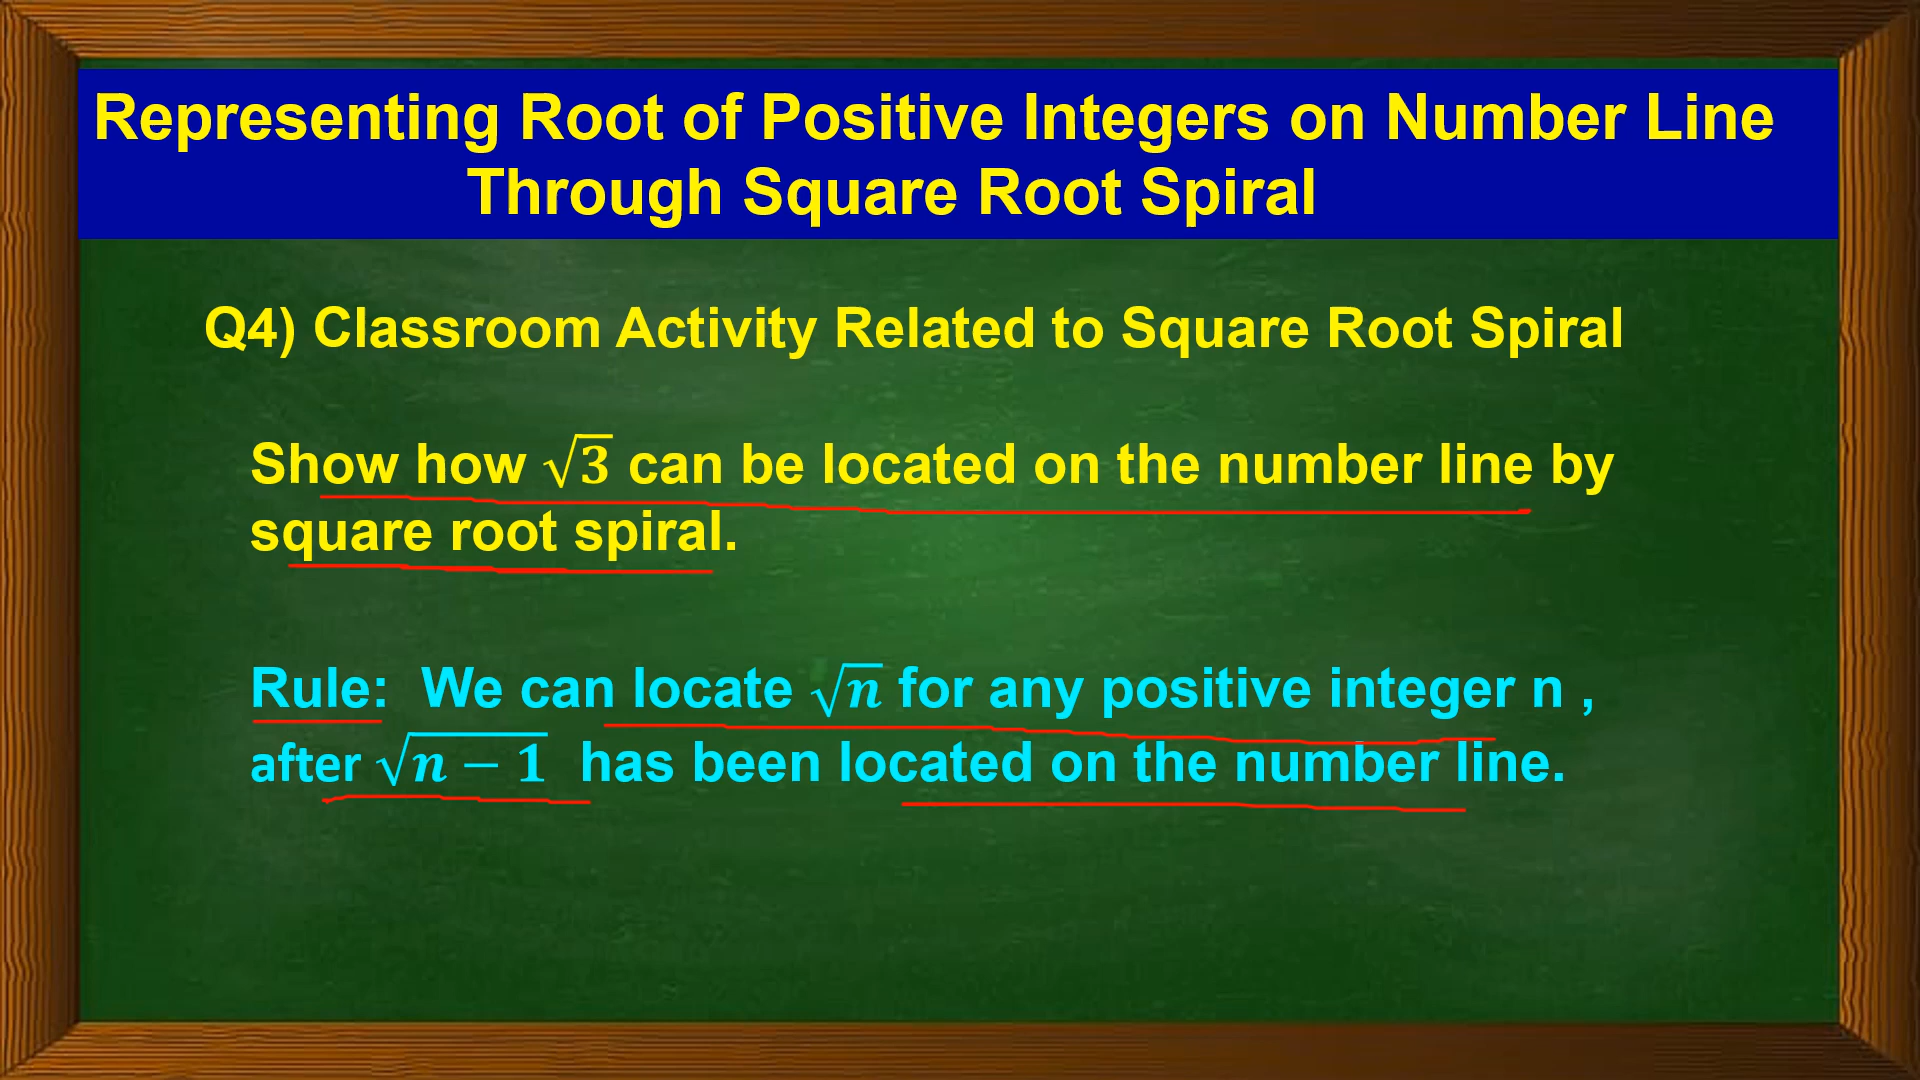 Representing Root of Positive Integers on Number Line
Through Square Root Spiral
Q4) Classroom Activity Related to Square Root Spiral
Show how √3 can be located on the number line by
square root spiral.
Rule: We can locate √n for any positive integer n ,
after √(n − 1) has been located on the number line.